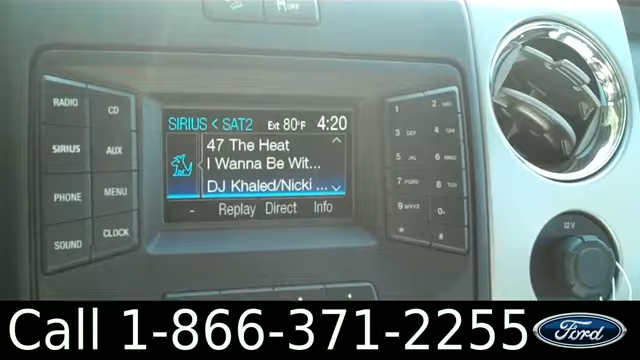 OFF
RADIO
CD
SIRIUS
AUX
PHONE
MENU
SOUND
CLOCK
SIRIUS < SAT2 Ext 80°F 4:20
47 The Heat
I Wanna Be Wit...
DJ Khaled/Nicki ...
- Replay Direct Info
1
2 ABC
3 DEF
4 GHI
5 JKL
6 MNO
7 PQRS
8 TUV
9 WXYZ
0
*
#
12V
Call 1-866-371-2255
Ford